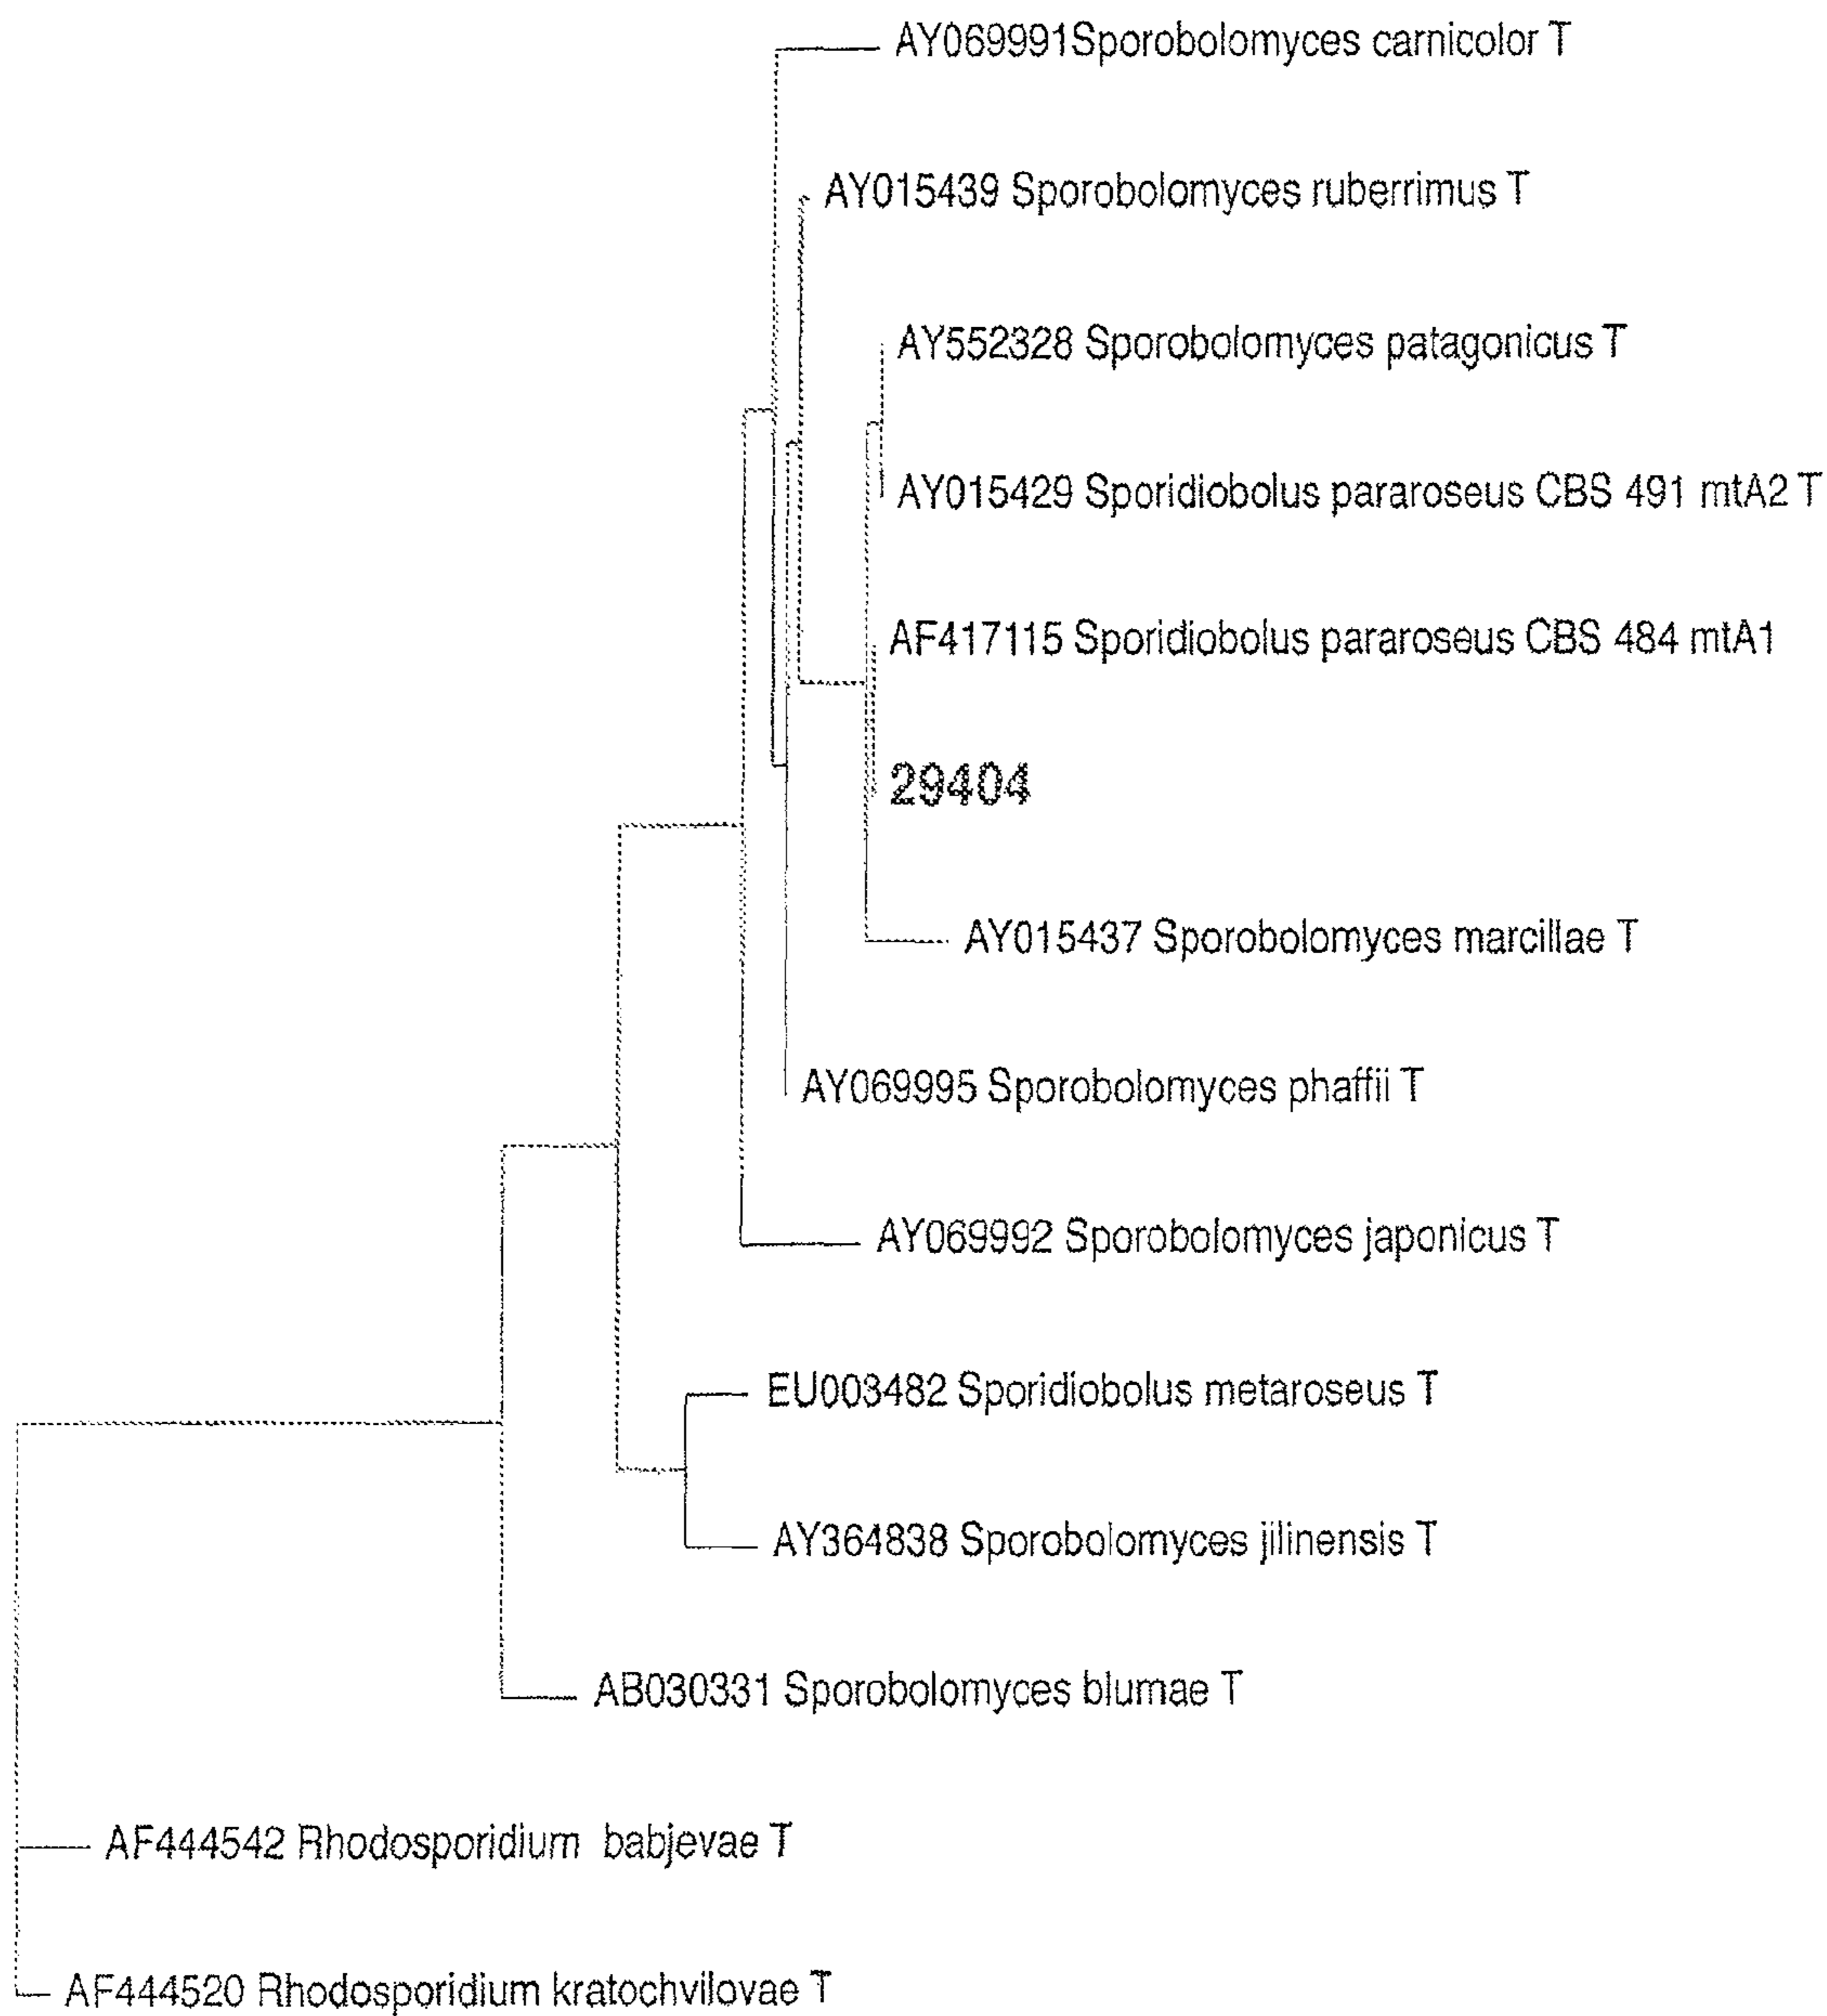 AY069991Sporobolomyces carnicolor T
AY015439 Sporobolomyces ruberrimus T
AY552328 Sporobolomyces patagonicus T
AY015429 Sporidiobolus pararoseus CBS 491 mtA2 T
AF417115 Sporidiobolus pararoseus CBS 484 mtA1
29404
AY015437 Sporobolomyces marcillae T
AY069995 Sporobolomyces phaffii T
AY069992 Sporobolomyces japonicus T
EU003482 Sporidiobolus metaroseus T
AY364838 Sporobolomyces jilinensis T
AB030331 Sporobolomyces blumae T
AF444542 Rhodosporidium babjevae T
AF444520 Rhodosporidium kratochvilovae T